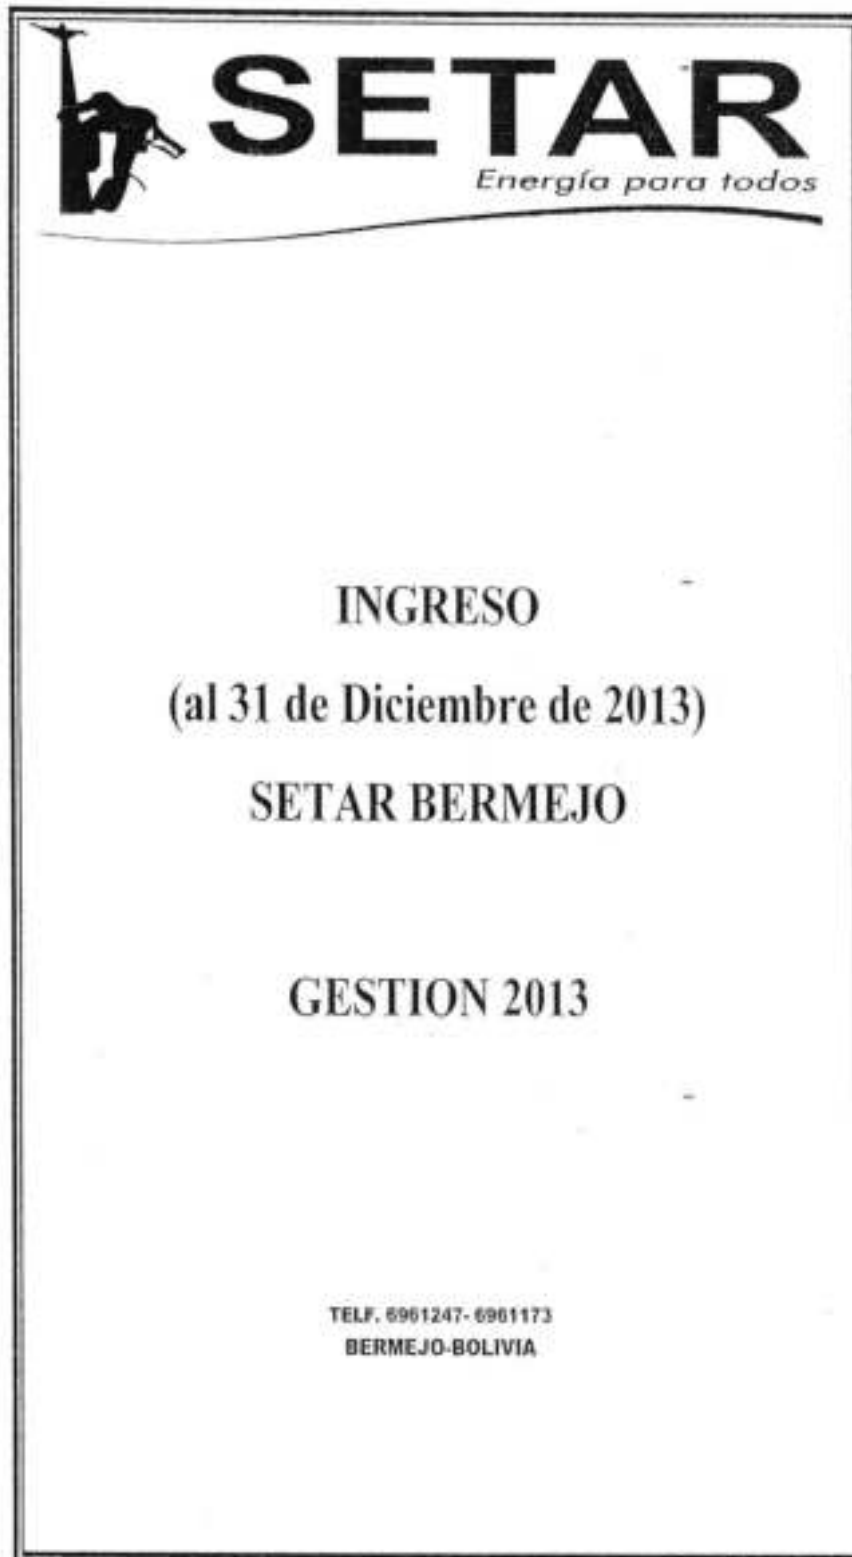 SETAR
Energía para todos
INGRESO
(al 31 de Diciembre de 2013)
SETAR BERMEJO
GESTION 2013
TELF. 6961247- 6961173
BERMEJO-BOLIVIA